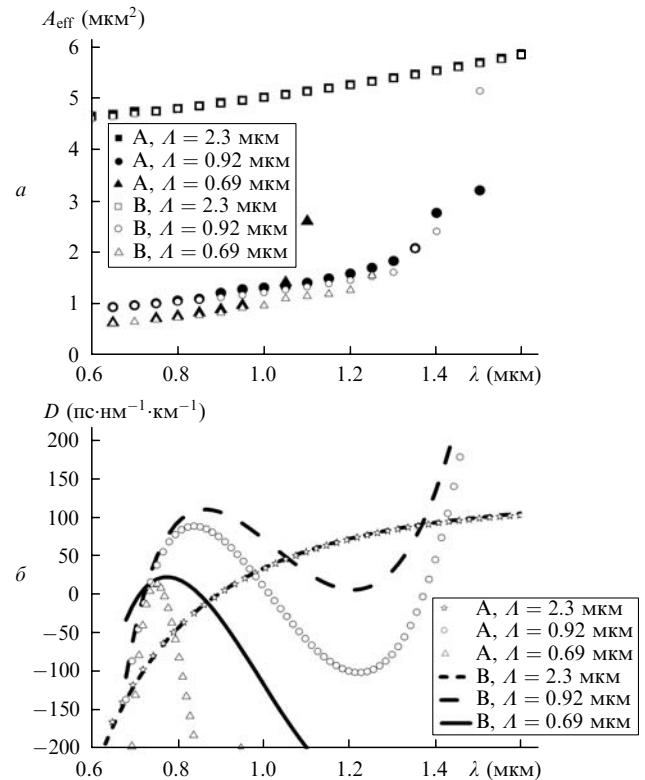 A_eff (мкм²)
6
5
4
3
2
1
0
а
A, Λ = 2.3 мкм
A, Λ = 0.92 мкм
A, Λ = 0.69 мкм
B, Λ = 2.3 мкм
B, Λ = 0.92 мкм
B, Λ = 0.69 мкм
0.6 0.8 1.0 1.2 1.4 λ (мкм)
D (пс·нм⁻¹·км⁻¹)
200
150
100
50
0
−50
−100
−150
−200
б
A, Λ = 2.3 мкм
A, Λ = 0.92 мкм
A, Λ = 0.69 мкм
B, Λ = 2.3 мкм
B, Λ = 0.92 мкм
B, Λ = 0.69 мкм
0.6 0.8 1.0 1.2 1.4 λ (мкм)